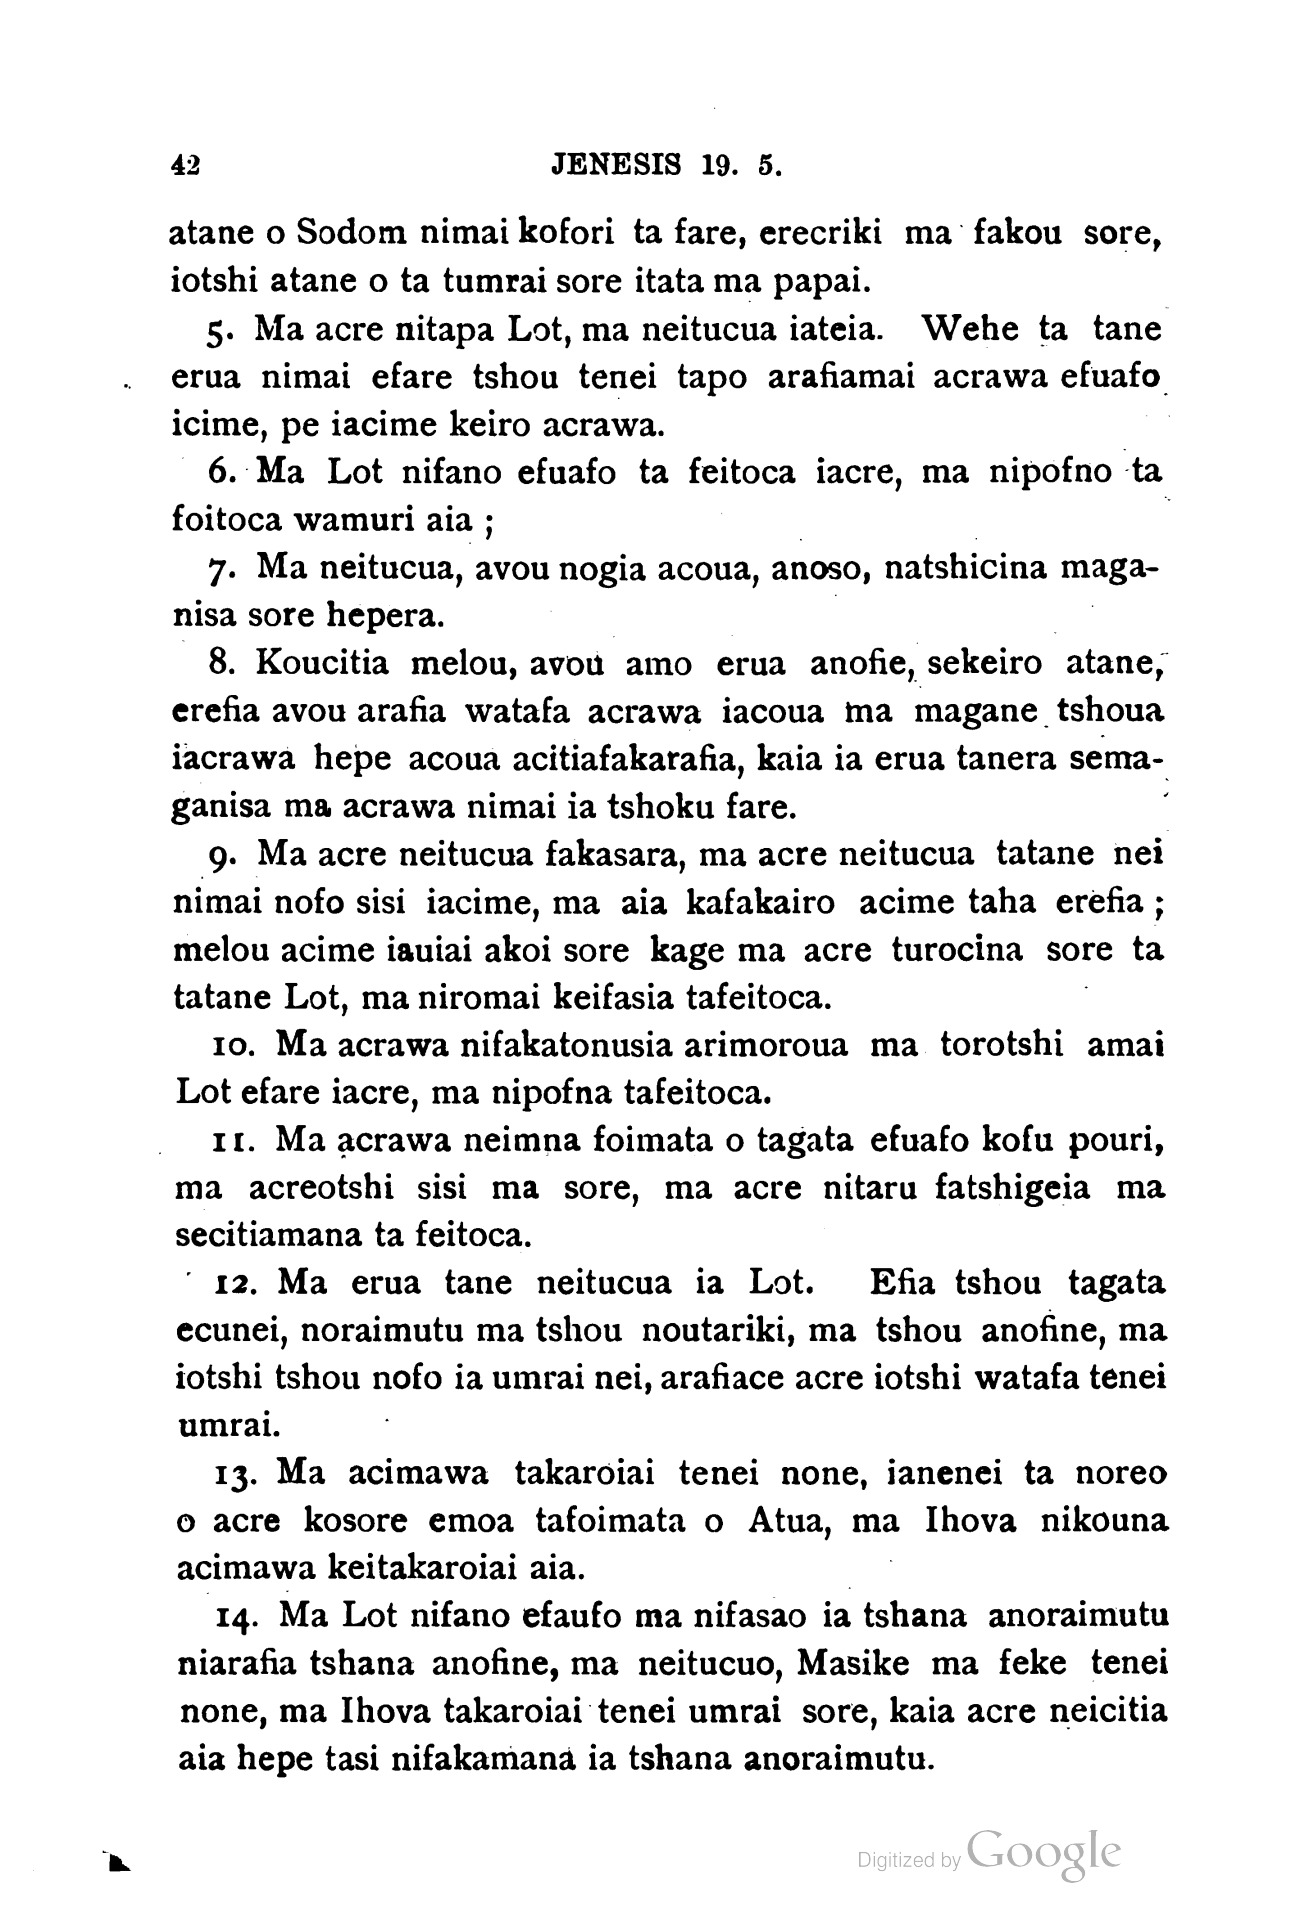 42 JENESIS 19. 5.
atane o Sodom nimai kofori ta fare, erecriki ma fakou sore,
iotshi atane o ta tumrai sore itata ma papai.
5. Ma acre nitapa Lot, ma neitucua iateia. Wehe ta tane
erua nimai efare tshou tenei tapo arafiamai acrawa efuafo
icime, pe iacime keiro acrawa.
6. Ma Lot nifano efuafo ta feitoca iacre, ma nipofno ta
foitoca wamuri aia ;
7. Ma neitucua, avou nogia acoua, anoso, natshicina maga-
nisa sore hepera.
8. Koucitia melou, avou amo erua anofie, sekeiro atane,
erefia avou arafia watafa acrawa iacoua ma magane tshoua
iacrawa hepe acoua acitiafakarafia, kaia ia erua tanera sema-
ganisa ma acrawa nimai ia tshoku fare.
9. Ma acre neitucua fakasara, ma acre neitucua tatane nei
nimai nofo sisi iacime, ma aia kafakairo acime taha erefia ;
melou acime iauiai akoi sore kage ma acre turocina sore ta
tatane Lot, ma niromai keifasia tafeitoca.
10. Ma acrawa nifakatonusia arimoroua ma torotshi amai
Lot efare iacre, ma nipofna tafeitoca.
11. Ma acrawa neimna foimata o tagata efuafo kofu pouri,
ma acreotshi sisi ma sore, ma acre nitaru fatshigeia ma
secitiamana ta feitoca.
12. Ma erua tane neitucua ia Lot. Efia tshou tagata
ecunei, noraimutu ma tshou noutariki, ma tshou anofine, ma
iotshi tshou nofo ia umrai nei, arafiace acre iotshi watafa tenei
umrai.
13. Ma acimawa takaroiai tenei none, ianenei ta noreo
o acre kosore emoa tafoimata o Atua, ma Ihova nikouna
acimawa keitakaroiai aia.
14. Ma Lot nifano efaufo ma nifasao ia tshana anoraimutu
niarafia tshana anofine, ma neitucuo, Masike ma feke tenei
none, ma Ihova takaroiai tenei umrai sore, kaia acre neicitia
aia hepe tasi nifakamana ia tshana anoraimutu.
Digitized by Google